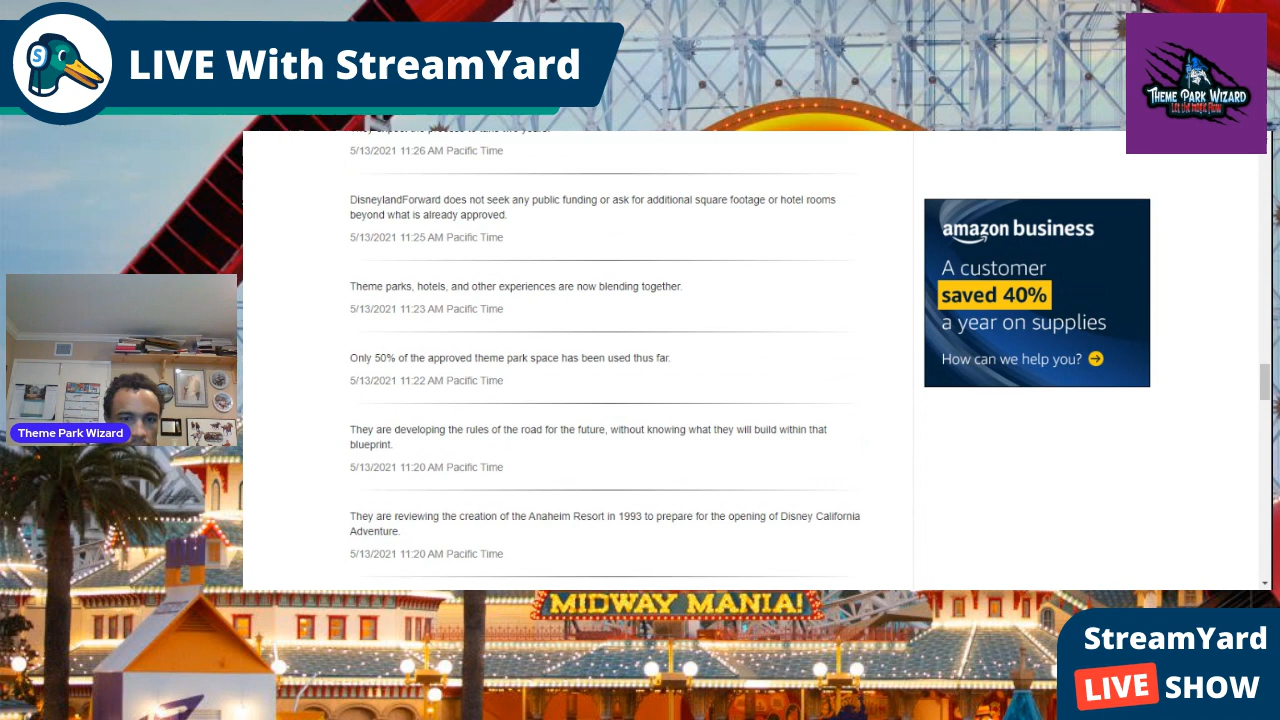 LIVE With StreamYard
S
THEME PARK WIZARD
Let the magic flow
5/13/2021 11:26 AM Pacific Time
DisneylandForward does not seek any public funding or ask for additional square footage or hotel rooms
beyond what is already approved.
5/13/2021 11:25 AM Pacific Time
Theme parks, hotels, and other experiences are now blending together.
5/13/2021 11:23 AM Pacific Time
Only 50% of the approved theme park space has been used thus far.
5/13/2021 11:22 AM Pacific Time
They are developing the rules of the road for the future, without knowing what they will build within that
blueprint.
5/13/2021 11:20 AM Pacific Time
They are reviewing the creation of the Anaheim Resort in 1993 to prepare for the opening of Disney California
Adventure.
5/13/2021 11:20 AM Pacific Time
amazon business
A customer
saved 40%
a year on supplies
How can we help you?
Theme Park Wizard
MIDWAY MANIA!
StreamYard
LIVE SHOW